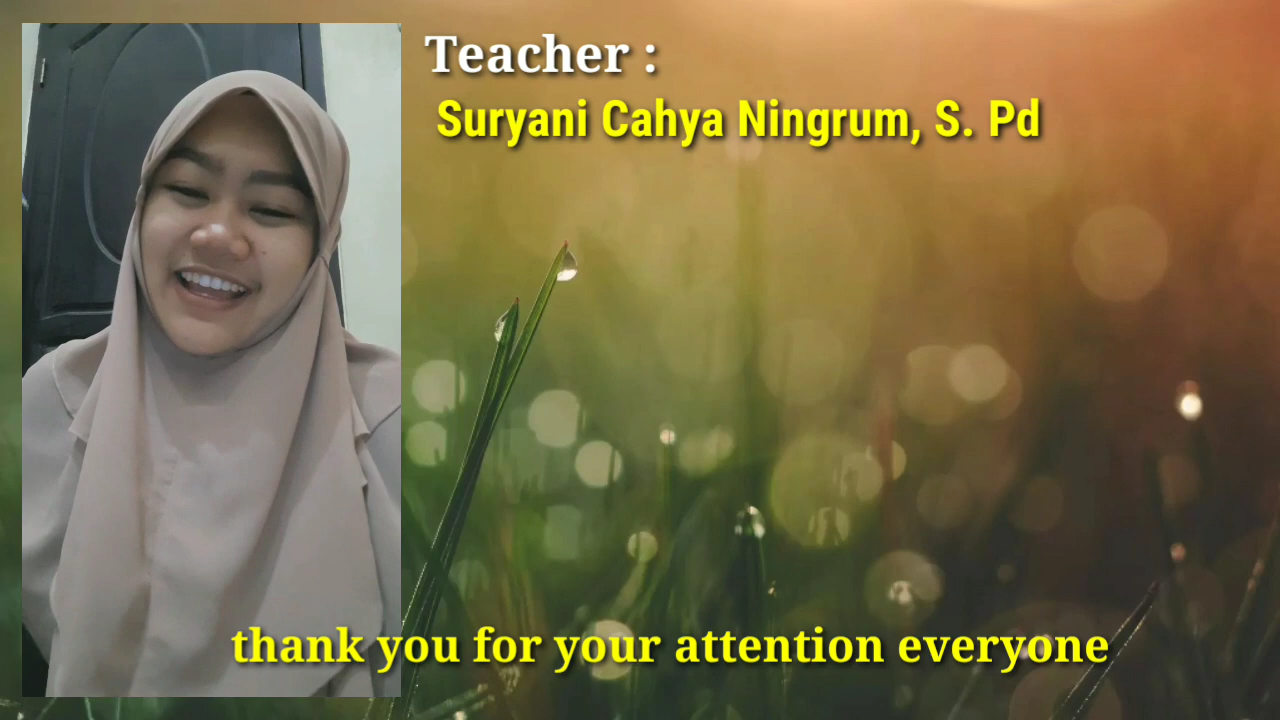 Teacher :
Suryani Cahya Ningrum, S. Pd
thank you for your attention everyone